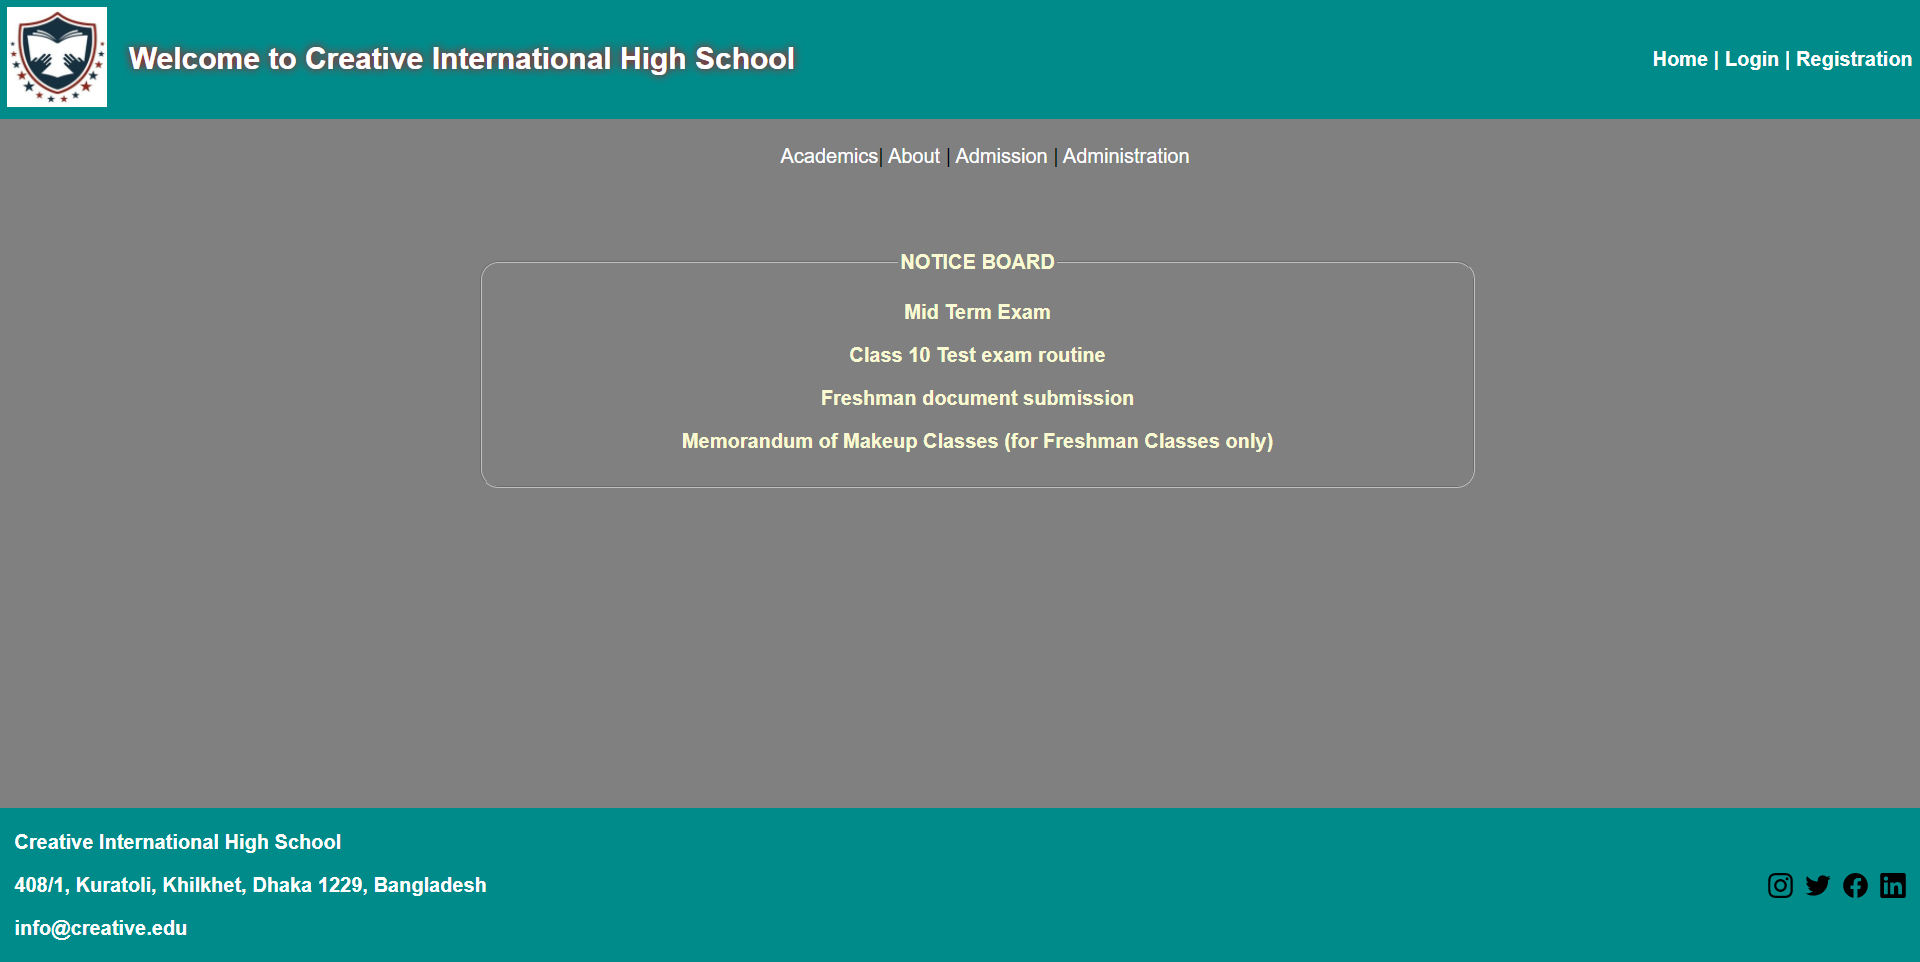 Welcome to Creative International High School
Home | Login | Registration
Academics| About | Admission | Administration
NOTICE BOARD
Mid Term Exam
Class 10 Test exam routine
Freshman document submission
Memorandum of Makeup Classes (for Freshman Classes only)
Creative International High School
408/1, Kuratoli, Khilkhet, Dhaka 1229, Bangladesh
info@creative.edu